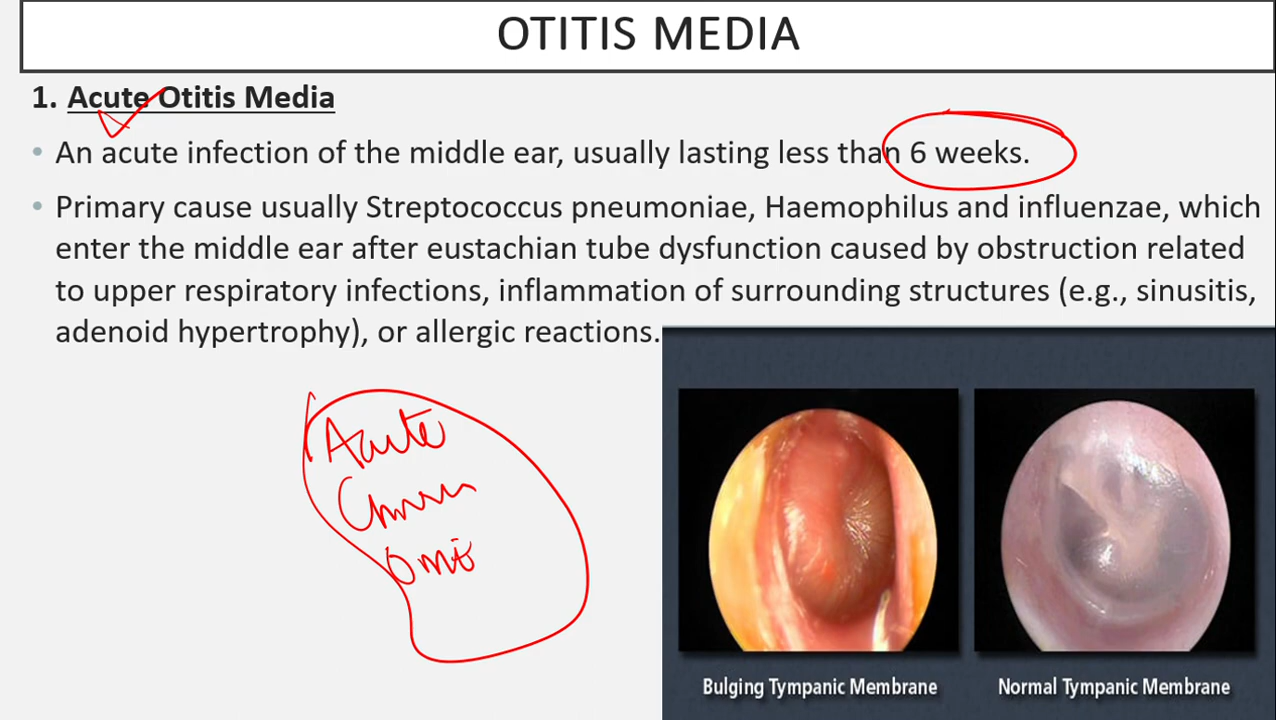 OTITIS MEDIA
1. Acute Otitis Media
• An acute infection of the middle ear, usually lasting less than 6 weeks.
• Primary cause usually Streptococcus pneumoniae, Haemophilus and influenzae, which
enter the middle ear after eustachian tube dysfunction caused by obstruction related
to upper respiratory infections, inflammation of surrounding structures (e.g., sinusitis,
adenoid hypertrophy), or allergic reactions.
Acute
Bulging Tympanic Membrane
Normal Tympanic Membrane